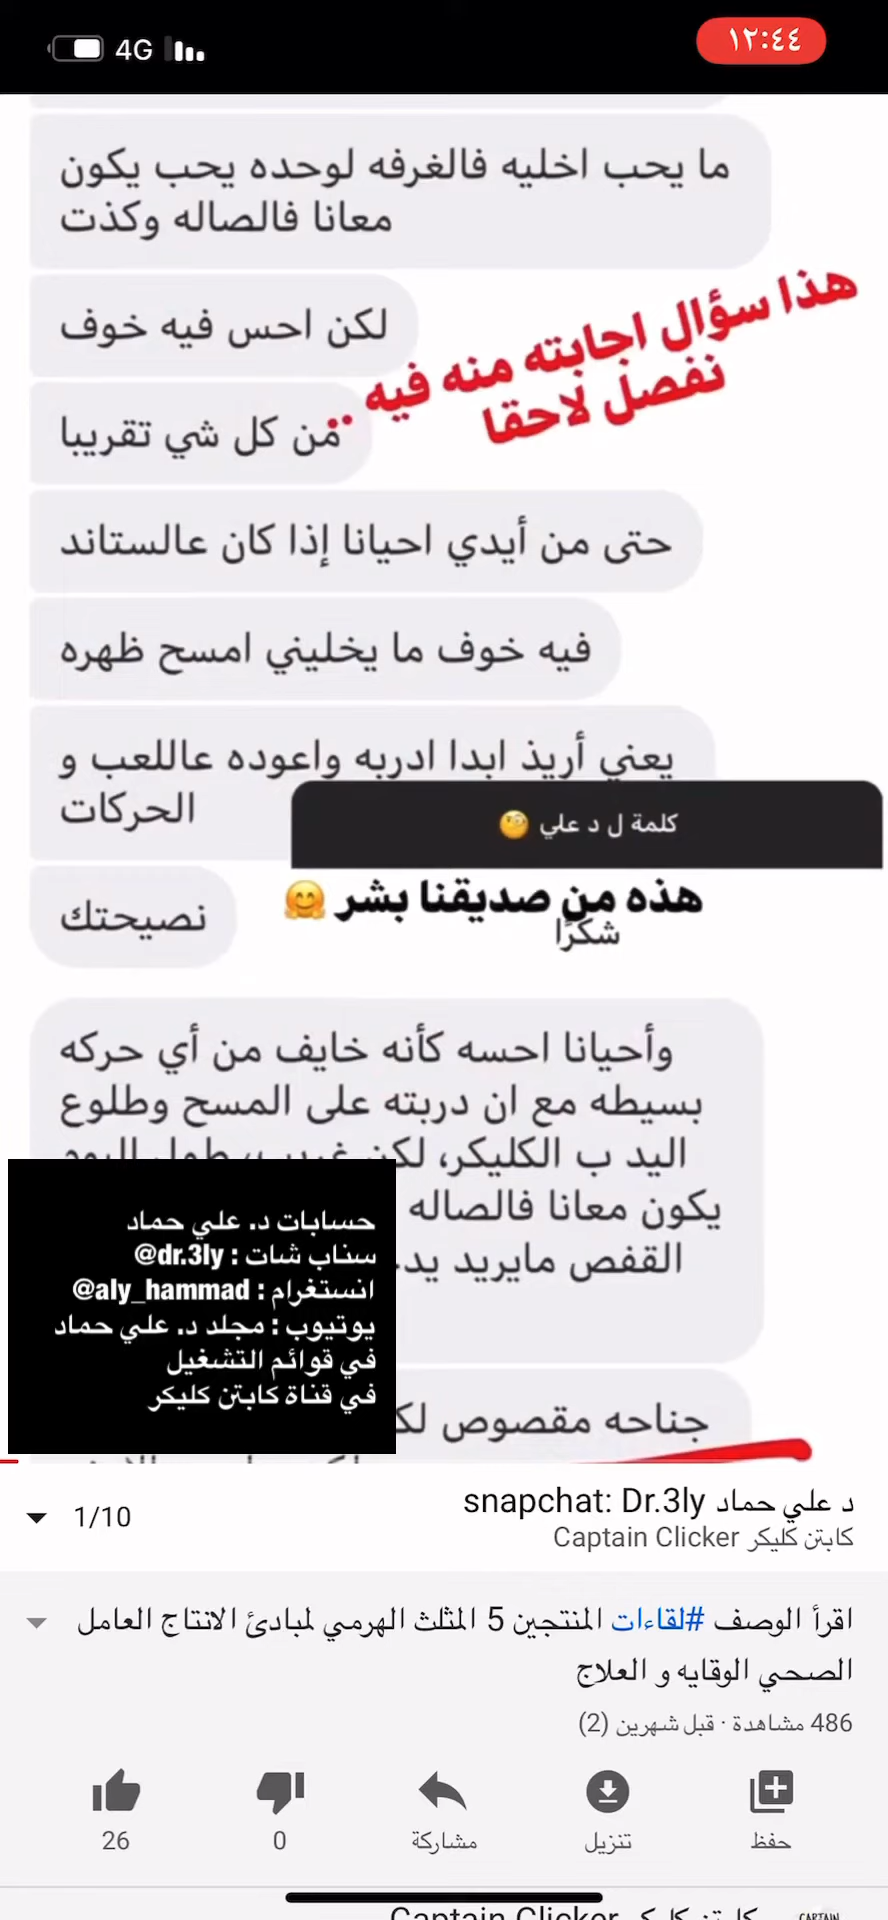 4G
١٢:٤٤
ما يحب اخليه فالغرفه لوحده يحب يكون
معانا فالصاله وكذت
لكن احس فيه خوف
هذا سؤال اجابته منه فيه
نفصل لاحقا ..
من كل شي تقريبا
حتى من أيدي احيانا إذا كان عالستاند
فيه خوف ما يخليني امسح ظهره
يعني أريذ ابدا ادربه واعوده عاللعب و
الحركات
كلمة ل د علي 🧐
نصيحتك
هذه من صديقنا بشر 🤗
شكرًا
وأحيانا احسه كأنه خايف من أي حركه
بسيطه مع ان دربته على المسح وطلوع
اليد ب الكليكر، لكن
يكون معانا فالصاله
القفص مايريد
جناحه مقصوص
حسابات د. علي حماد
سناب شات : dr.3ly@
انستغرام : aly_hammad@
يوتيوب : مجلد د. علي حماد
في قوائم التشغيل
في قناة كابتن كليكر
د علي حماد snapchat: Dr.3ly
1/10
كابتن كليكر Captain Clicker
اقرأ الوصف #لقاءات المنتجين 5 المثلث الهرمي لمبادئ الانتاج العامل
الصحي الوقايه و العلاج
486 مشاهدة · قبل شهرين (2)
حفظ
تنزيل
مشاركة
0
26
كابتن كليكر Captain Clicker
CAPTAIN